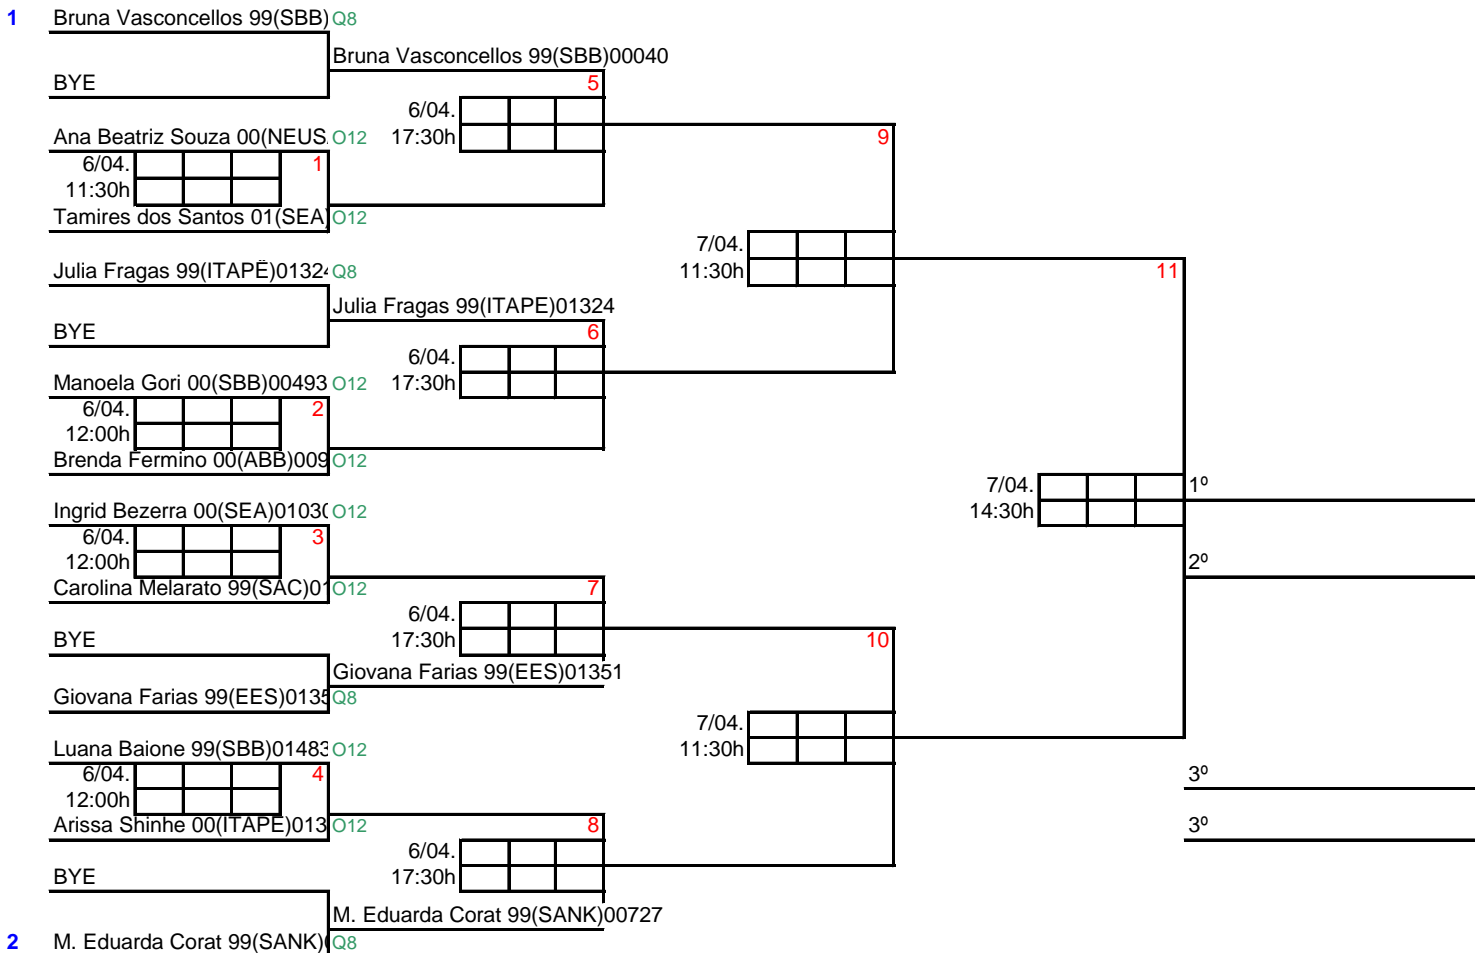 1 Bruna Vasconcellos 99(SBB) Q8
Bruna Vasconcellos 99(SBB)00040
BYE 5
6/04.
Ana Beatriz Souza 00(NEUS. O12 17:30h 9
6/04. 1
11:30h
Tamires dos Santos 01(SEA) O12
7/04.
Julia Fragas 99(ITAPE)01324 Q8 11:30h 11
Julia Fragas 99(ITAPE)01324
BYE 6
6/04.
Manoela Gori 00(SBB)00493 O12 17:30h
6/04. 2
12:00h
Brenda Fermino 00(ABB)009 O12
7/04. 1º
Ingrid Bezerra 00(SEA)0103 O12 14:30h
6/04. 3
12:00h 2º
Carolina Melarato 99(SAC)01 O12 7
6/04.
BYE 17:30h 10
Giovana Farias 99(EES)01351
Giovana Farias 99(EES)0135 Q8
7/04.
Luana Baione 99(SBB)01483 O12 11:30h
6/04. 4 3º
12:00h
Arissa Shinhe 00(ITAPE)013 O12 8 3º
6/04.
BYE 17:30h
M. Eduarda Corat 99(SANK)00727
2 M. Eduarda Corat 99(SANK) Q8